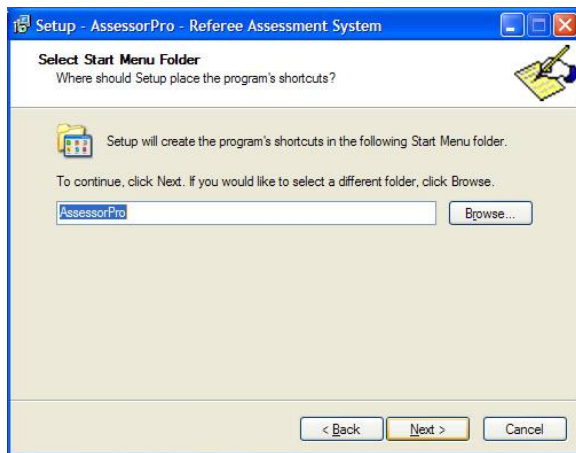 Setup - AssessorPro - Referee Assessment System
Select Start Menu Folder
Where should Setup place the program's shortcuts?
Setup will create the program's shortcuts in the following Start Menu folder.
To continue, click Next. If you would like to select a different folder, click Browse.
AssessorPro
Browse...
< Back
Next >
Cancel